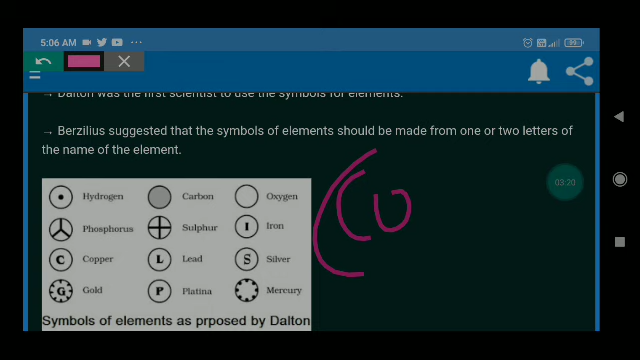 5:06 AM
99
→ Dalton was the first scientist to use the symbols for elements.
→ Berzilius suggested that the symbols of elements should be made from one or two letters of
the name of the element.
03:20
Hydrogen Carbon Oxygen
Phosphorus Sulphur I Iron
C Copper L Lead S Silver
G Gold P Platina Mercury
Symbols of elements as prposed by Dalton